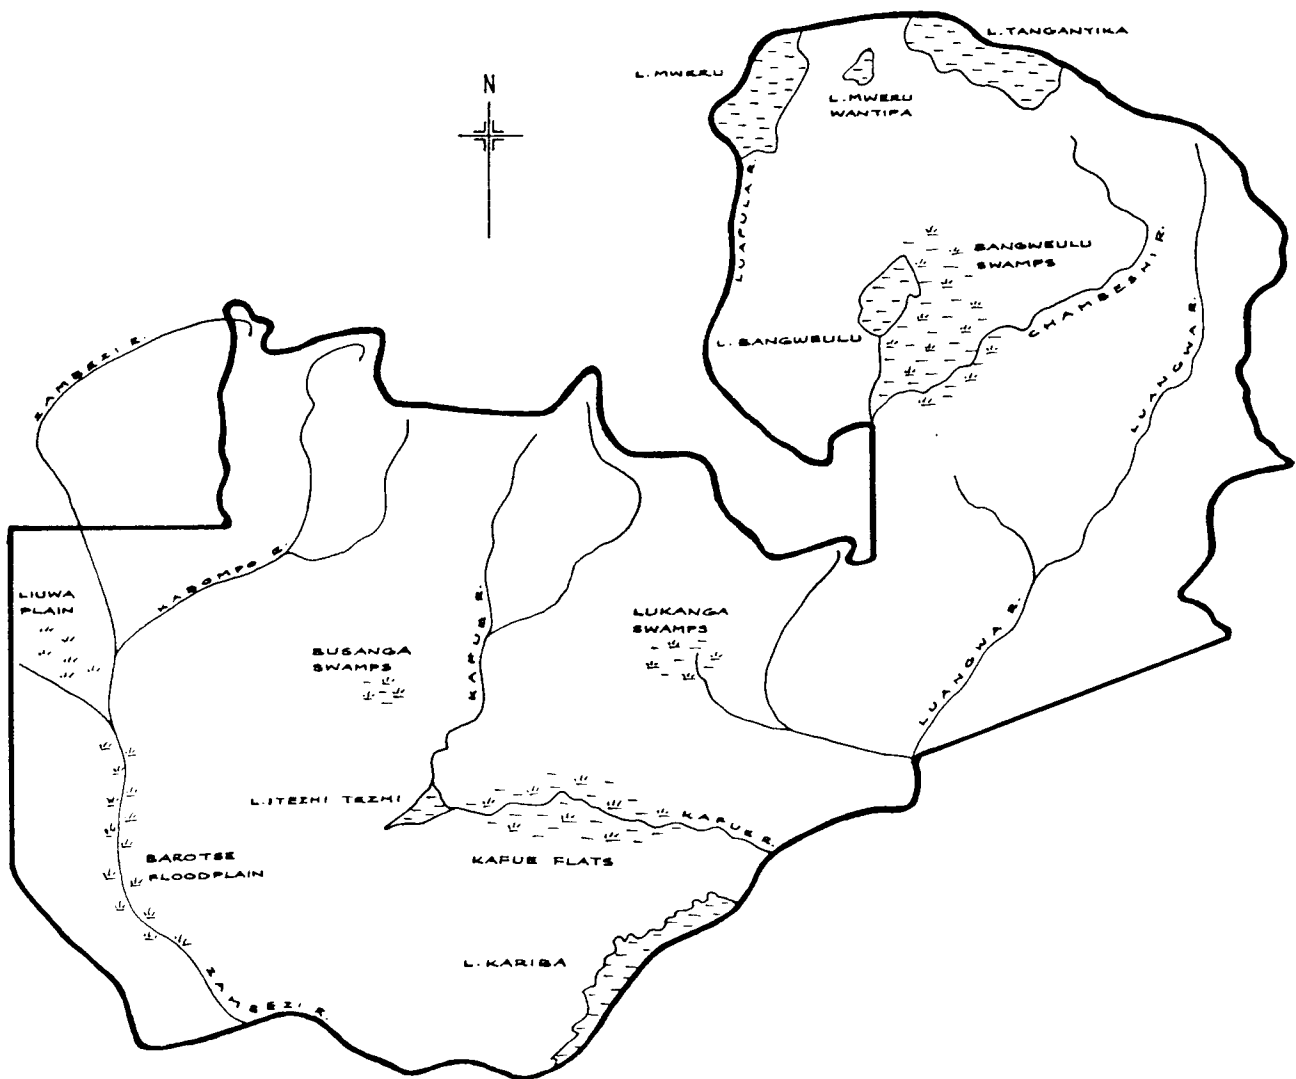 L. TANGANYIKA
L. MWERU
N
L. MWERU
WANTIPA
LUAPULA R.
BANGWEULU
SWAMPS
CHAMBESHI R.
L. BANGWEULU
LUANGWA R.
ZAMBEZI R.
KABOMPO R.
LIUWA
PLAIN
KAFUE R.
LUKANGA
SWAMPS
BUSANGA
SWAMPS
LUANGWA R.
L. ITEZHI TEZHI
KAFUE R.
BAROTSE
FLOODPLAIN
KAFUE FLATS
L. KARIBA
ZAMBEZI R.